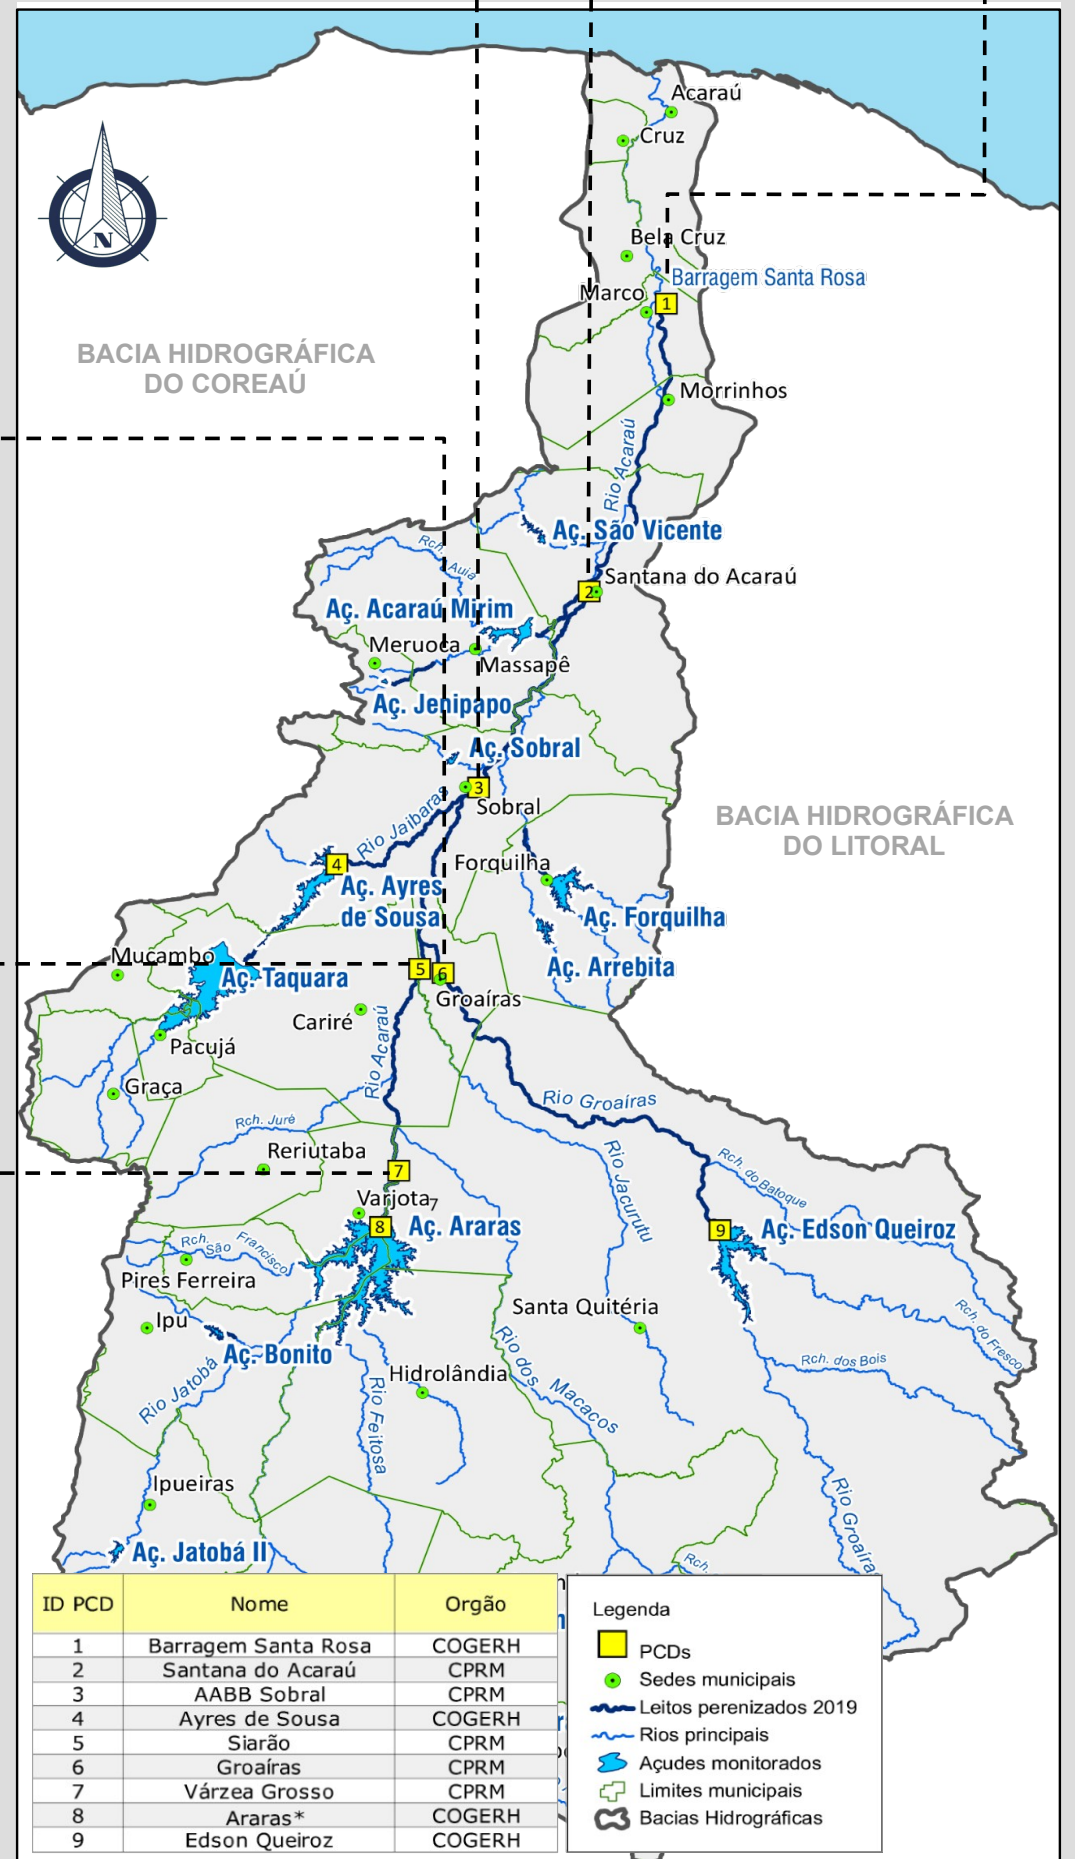 Acaraú
Cruz
Bela Cruz
Barragem Santa Rosa
Marco
1
N
BACIA HIDROGRÁFICA
DO COREAÚ
Morrinhos
Rio Acaraú
Aç. São Vicente
Rch. Auiá
Santana do Acaraú
2
Aç. Acaraú Mirim
Meruoca
Massapê
Aç. Jenipapo
Aç. Sobral
3
Sobral
Rio Jaibaras
BACIA HIDROGRÁFICA
DO LITORAL
4
Forquilha
Aç. Ayres
de Sousa
Aç. Forquilha
Mucambo
Aç. Taquara
5
6
Aç. Arrebita
Groaíras
Cariré
Pacujá
Rio Acaraú
Graça
Rio Groaíras
Rch. Juré
Reriutaba
Rio Jacurutu
Rch. do Batoque
7
Varjota
7
8
Aç. Araras
9
Aç. Edson Queiroz
Rch. São Francisco
Pires Ferreira
Santa Quitéria
Ipu
Rch. do Fresco
Aç. Bonito
Rio dos Macacos
Rch. dos Bois
Hidrolândia
Rio Jatobá
Rio Feitosa
Ipueiras
Rio Groaíra
Aç. Jatobá II
Rch.
ID PCD Nome Orgão
1 Barragem Santa Rosa COGERH
2 Santana do Acaraú CPRM
3 AABB Sobral CPRM
4 Ayres de Sousa COGERH
5 Siarão CPRM
6 Groaíras CPRM
7 Várzea Grosso CPRM
8 Araras* COGERH
9 Edson Queiroz COGERH
Legenda
PCDs
Sedes municipais
Leitos perenizados 2019
Rios principais
Açudes monitorados
Limites municipais
Bacias Hidrográficas